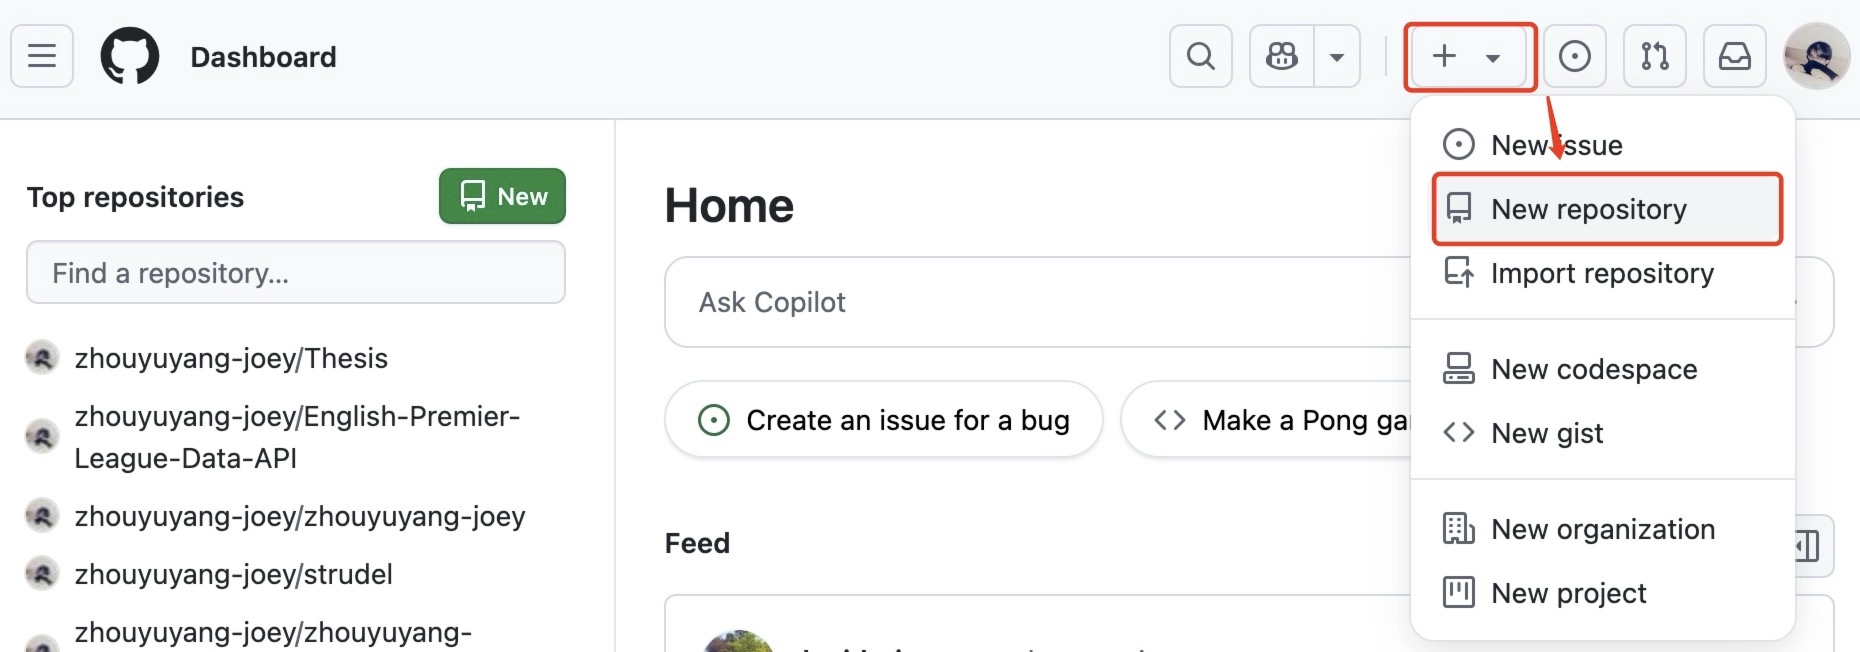 Dashboard
Top repositories
New
Find a repository...
zhouyuyang-joey/Thesis
zhouyuyang-joey/English-Premier-
League-Data-API
zhouyuyang-joey/zhouyuyang-joey
zhouyuyang-joey/strudel
zhouyuyang-joey/zhouyuyang-
Home
Ask Copilot
Create an issue for a bug
Make a Pong
Feed
New issue
New repository
Import repository
New codespace
New gist
New organization
New project